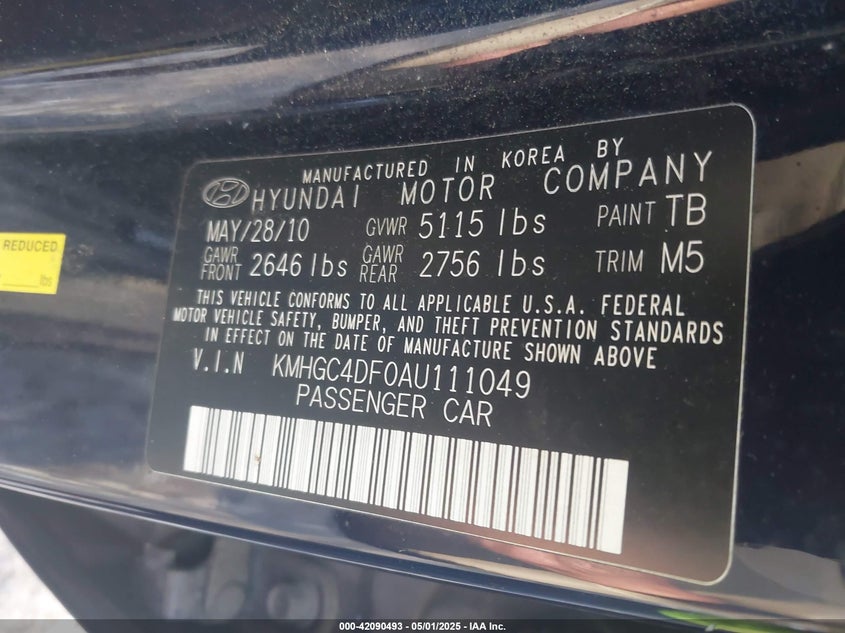 MANUFACTURED IN KOREA BY
HYUNDAI MOTOR COMPANY
MAY/28/10 GVWR 5115 lbs PAINT TB
GAWR FRONT 2646 lbs GAWR REAR 2756 lbs TRIM M5
THIS VEHICLE CONFORMS TO ALL APPLICABLE U.S.A. FEDERAL
MOTOR VEHICLE SAFETY, BUMPER, AND THEFT PREVENTION STANDARDS
IN EFFECT ON THE DATE OF MANUFACTURE SHOWN ABOVE
V.I.N KMHGC4DF0AU111049
PASSENGER CAR
REDUCED
lbs
000-42090493 - 05/01/2025 - IAA Inc.